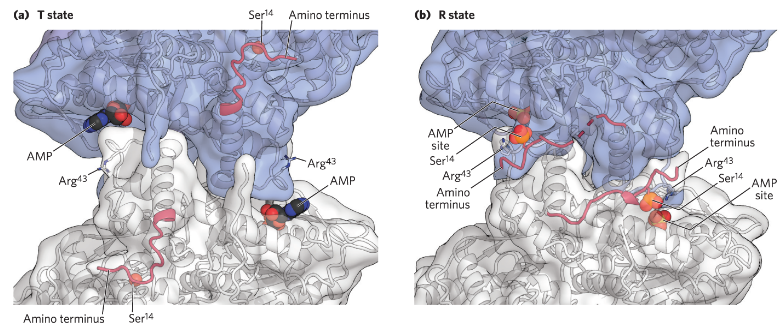 (a) T state
Ser14
Amino terminus
AMP
Arg43
Arg43
AMP
Amino terminus
Ser14
(b) R state
AMP
site
Ser14
Arg43
Amino
terminus
Amino
terminus
Arg43
Ser14
AMP
site